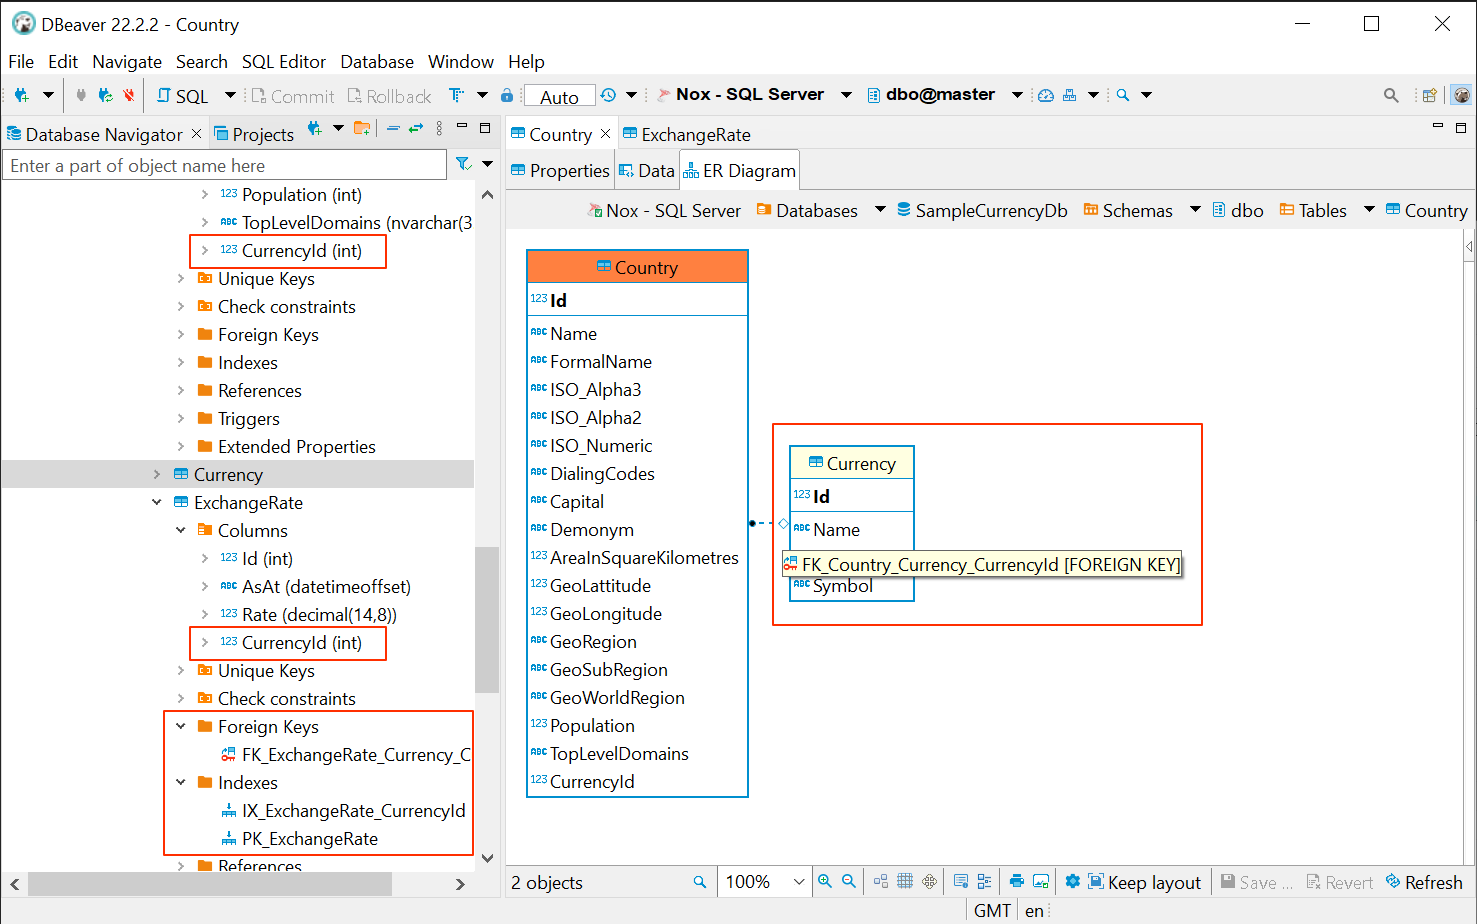 DBeaver 22.2.2 - Country
File Edit Navigate Search SQL Editor Database Window Help
SQL Commit Rollback Auto Nox - SQL Server dbo@master
Database Navigator Projects
Enter a part of object name here
123 Population (int)
ABC TopLevelDomains (nvarchar(3
123 CurrencyId (int)
Unique Keys
Check constraints
Foreign Keys
Indexes
References
Triggers
Extended Properties
Currency
ExchangeRate
Columns
123 Id (int)
ABC AsAt (datetimeoffset)
123 Rate (decimal(14,8))
123 CurrencyId (int)
Unique Keys
Check constraints
Foreign Keys
FK_ExchangeRate_Currency_C
Indexes
IX_ExchangeRate_CurrencyId
PK_ExchangeRate
References
Country ExchangeRate
Properties Data ER Diagram
Nox - SQL Server Databases SampleCurrencyDb Schemas dbo Tables Country
Country
123 Id
ABC Name
ABC FormalName
ABC ISO_Alpha3
ABC ISO_Alpha2
ABC ISO_Numeric
ABC DialingCodes
ABC Capital
ABC Demonym
123 AreaInSquareKilometres
123 GeoLattitude
123 GeoLongitude
ABC GeoRegion
ABC GeoSubRegion
ABC GeoWorldRegion
123 Population
ABC TopLevelDomains
123 CurrencyId
Currency
123 Id
ABC Name
FK_Country_Currency_CurrencyId [FOREIGN KEY]
ABC Symbol
2 objects 100% Keep layout Save ... Revert Refresh
GMT en